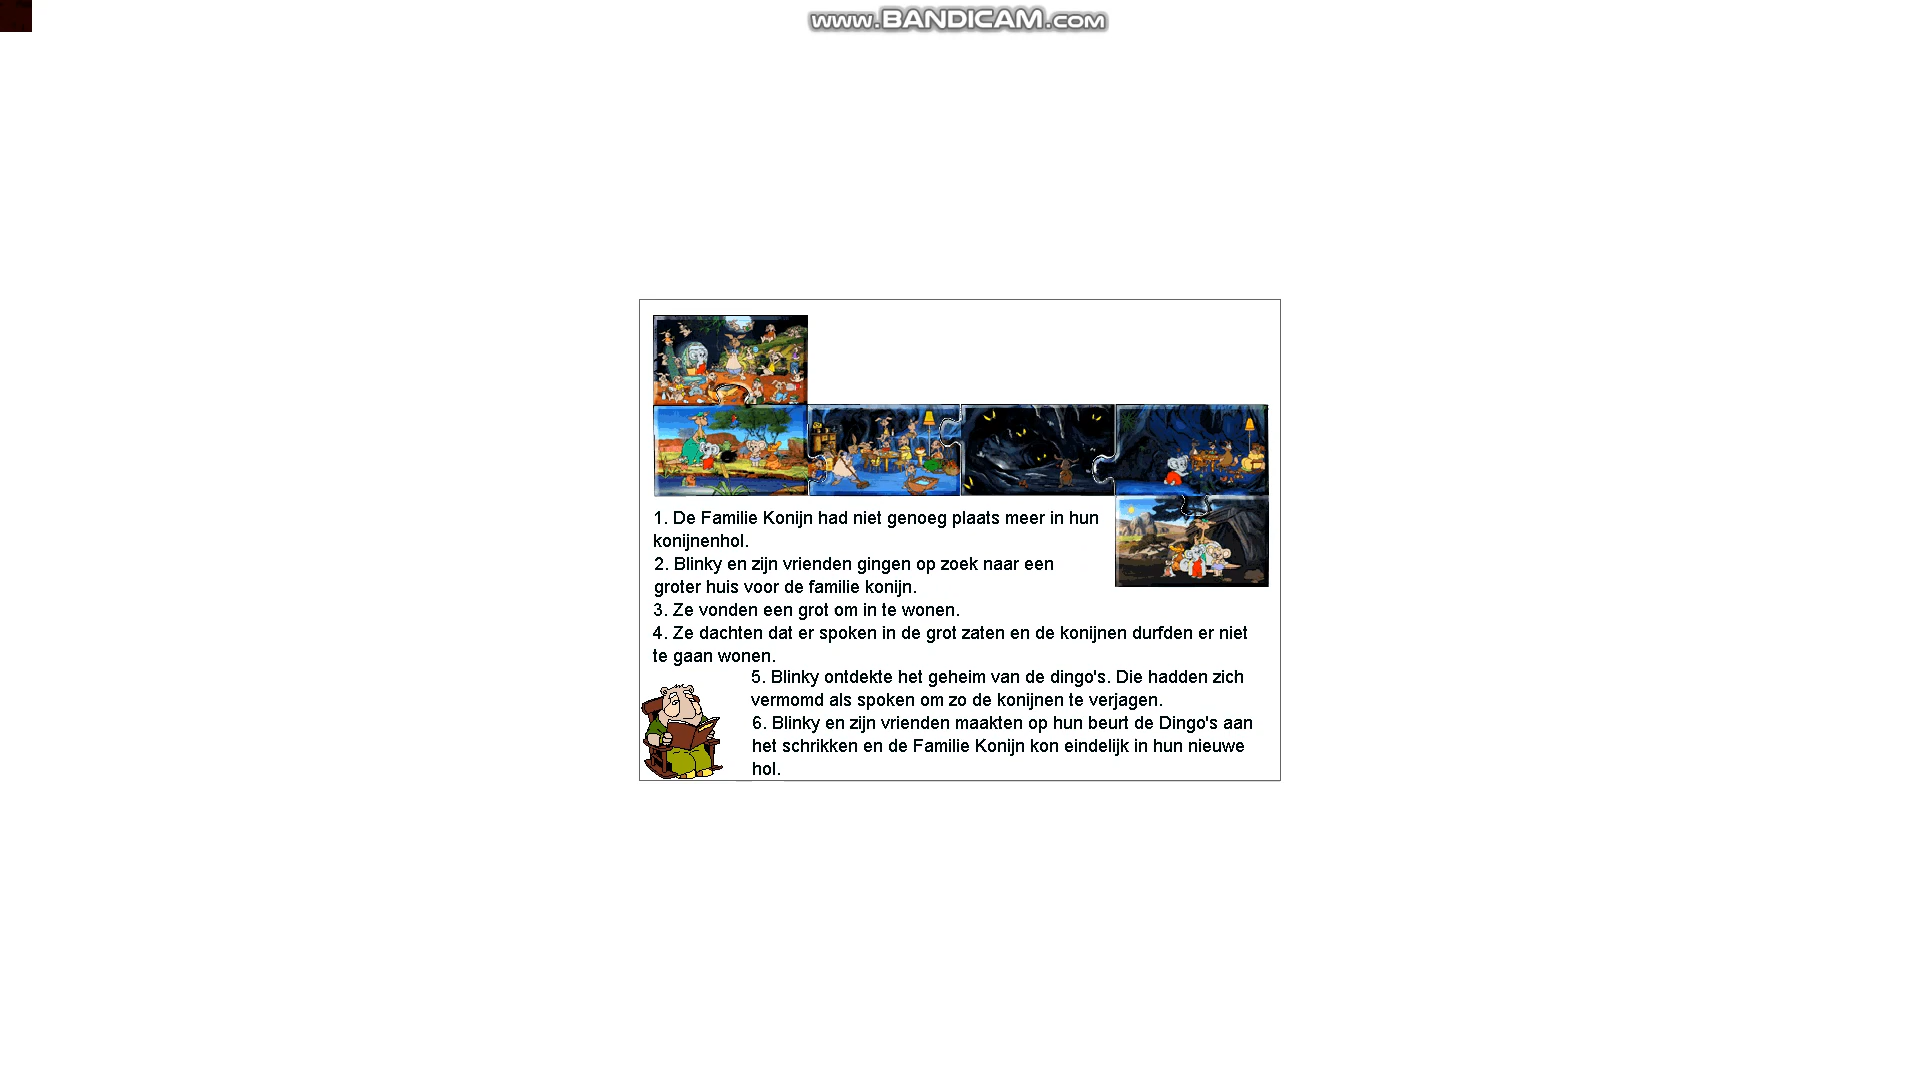 www.BANDICAM.com
1. De Familie Konijn had niet genoeg plaats meer in hun
konijnenhol.
2. Blinky en zijn vrienden gingen op zoek naar een
groter huis voor de familie konijn.
3. Ze vonden een grot om in te wonen.
4. Ze dachten dat er spoken in de grot zaten en de konijnen durfden er niet
te gaan wonen.
5. Blinky ontdekte het geheim van de dingo's. Die hadden zich
vermomd als spoken om zo de konijnen te verjagen.
6. Blinky en zijn vrienden maakten op hun beurt de Dingo's aan
het schrikken en de Familie Konijn kon eindelijk in hun nieuwe
hol.